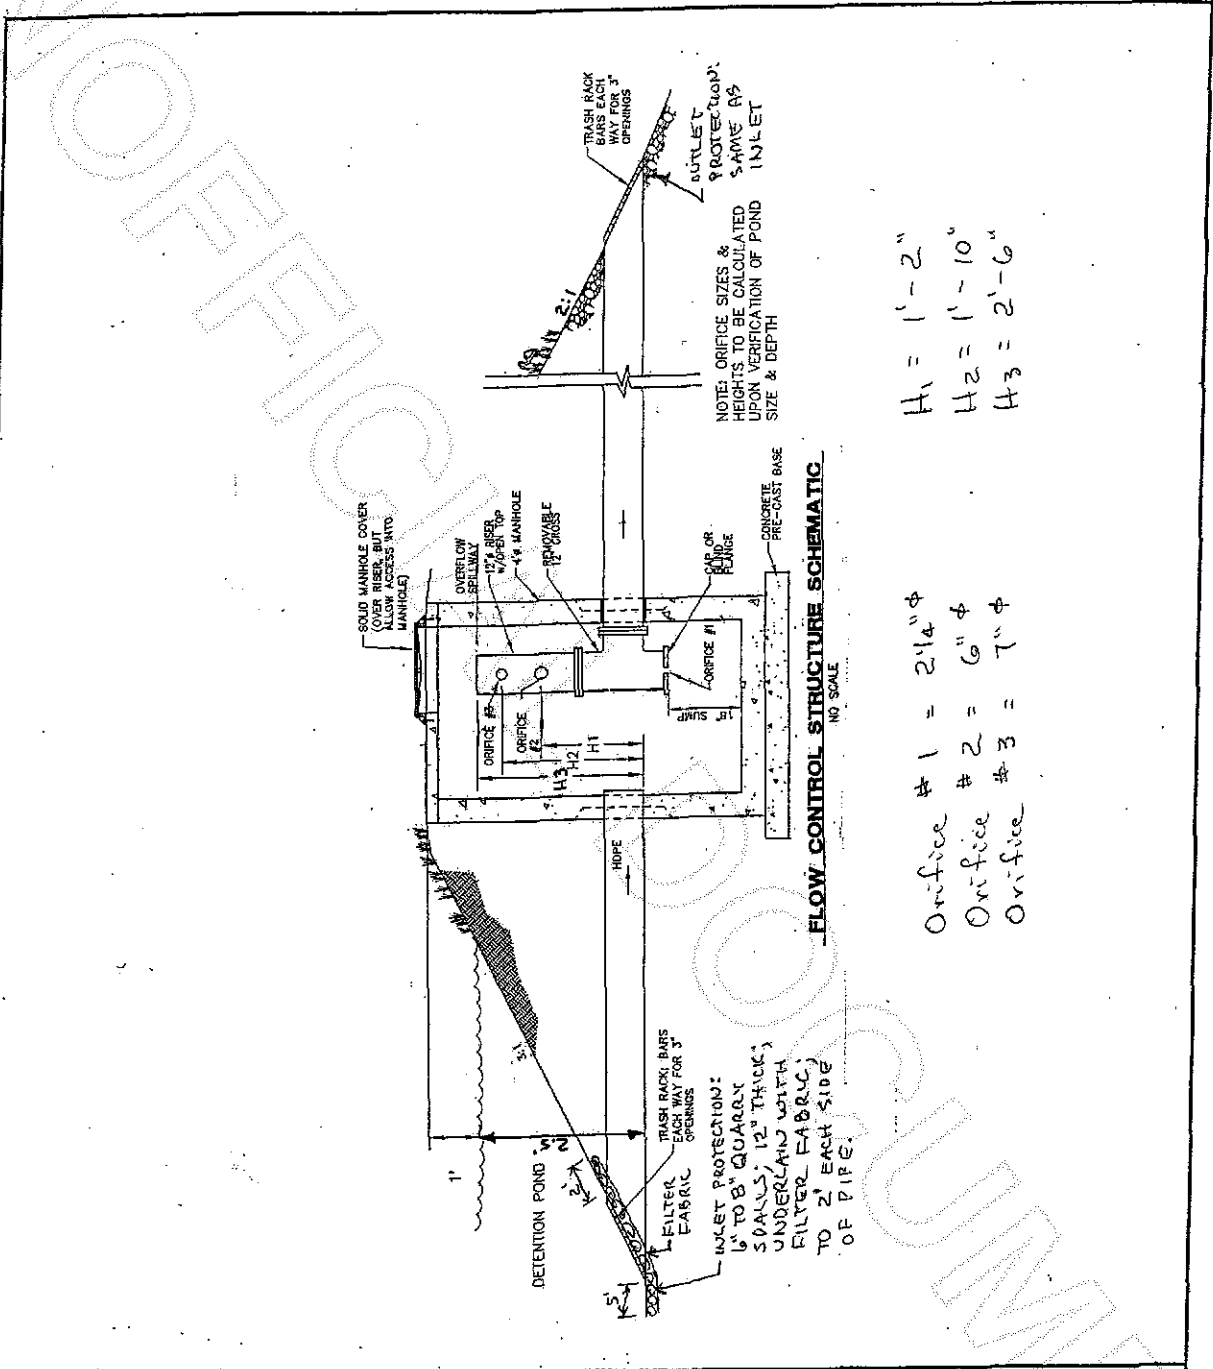 SOLID MANHOLE COVER
(OVER RISER, BUT
ALLOW ACCESS INTO
MANHOLE)
OVERFLOW
SPILLWAY
12"φ RISER
W/OPEN TOP
4'φ MANHOLE
REMOVABLE
12" CROSS
TRASH RACK
BARS EACH
WAY FOR 3"
OPENINGS
2:1
OUTLET
PROTECTION:
SAME AS
INLET
1'
2.5'
DETENTION POND
3:1
2'
5'
ORIFICE #3
ORIFICE
#2
H3
H2
H1
HDPE
18" SUMP
ORIFICE #1
CAP OR
BLIND
FLANGE
CONCRETE
PRE-CAST BASE
NOTE: ORIFICE SIZES &
HEIGHTS TO BE CALCULATED
UPON VERIFICATION OF POND
SIZE & DEPTH
TRASH RACK; BARS
EACH WAY FOR 3"
OPENINGS
FILTER
FABRIC
INLET PROTECTION:
6" TO 8" QUARRY
SPALLS; 12" THICK;
UNDERLAIN WITH
FILTER FABRIC;
TO 2' EACH SIDE
OF PIPE.
FLOW CONTROL STRUCTURE SCHEMATIC
NO SCALE
Orifice #1 = 2 1/4" φ
Orifice #2 = 6" φ
Orifice #3 = 7" φ
H1 = 1'-2"
H2 = 1'-10"
H3 = 2'-6"
UNOFFICIAL DOCUMENT